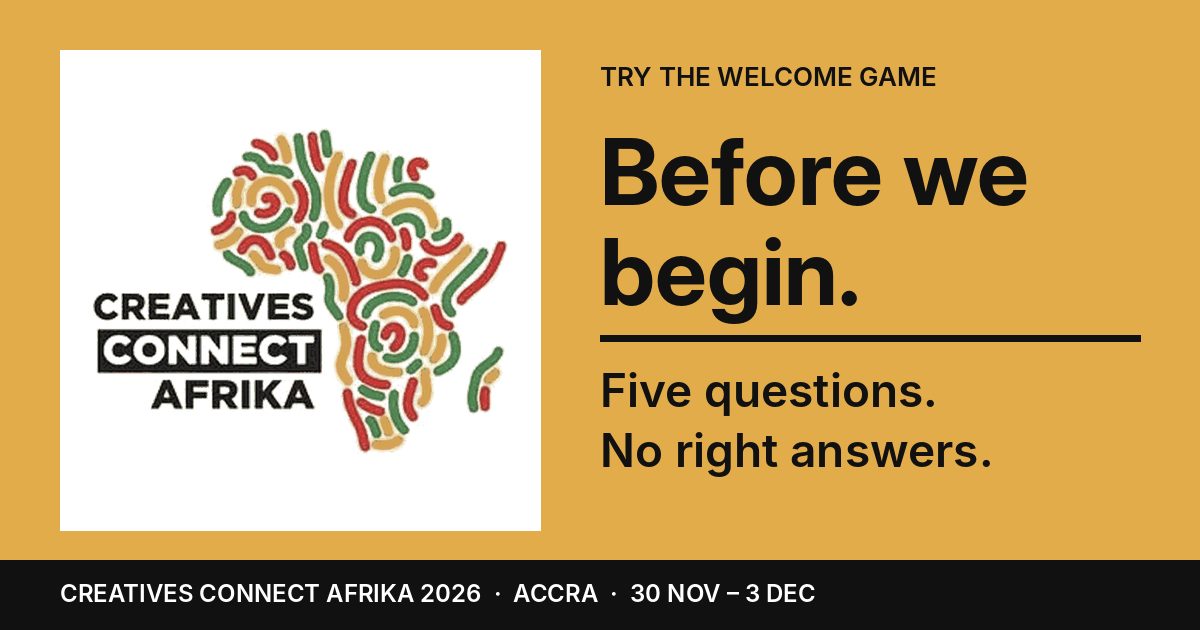 CREATIVES
CONNECT
AFRIKA
TRY THE WELCOME GAME
Before we
begin.
Five questions.
No right answers.
CREATIVES CONNECT AFRIKA 2026 · ACCRA · 30 NOV – 3 DEC